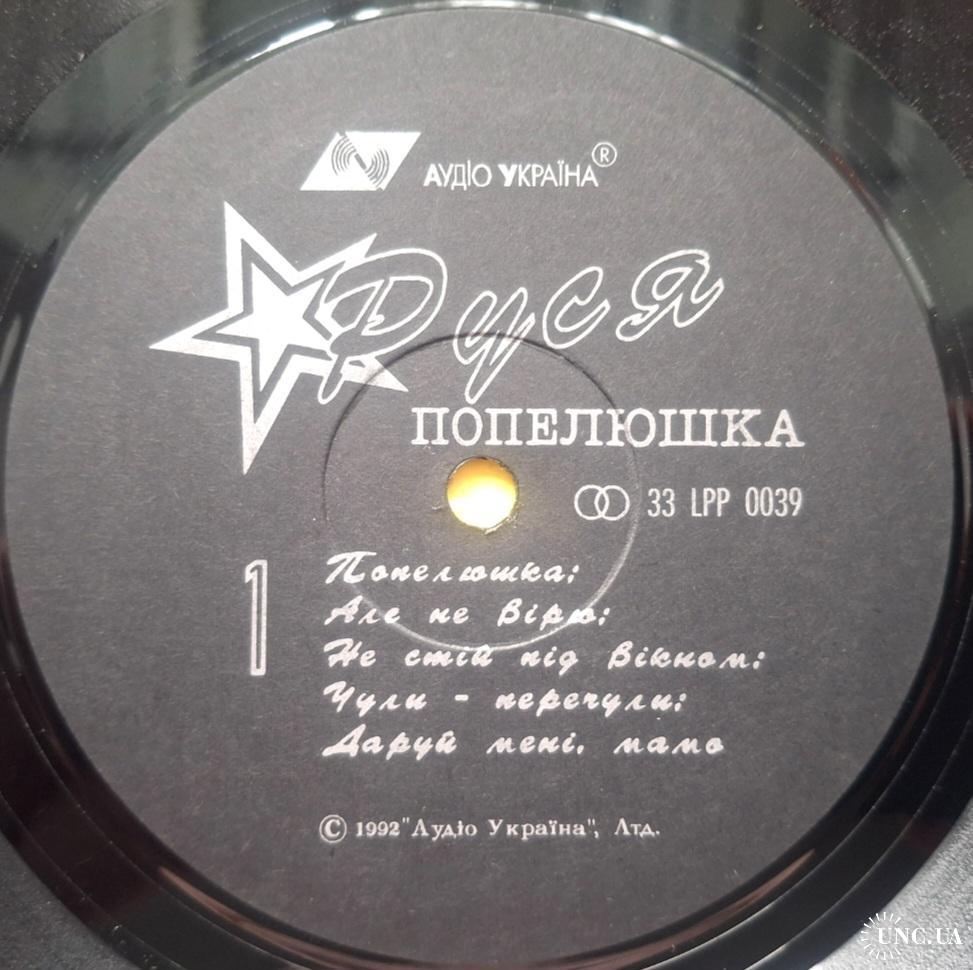 АУДІО УКРАЇНА ®
Руся
ПОПЕЛЮШКА
33 LPP 0039
1
Попелюшка;
Але не вірю;
Не стій під вікном;
Чули - перечули;
Даруй мені, мамо
© 1992 "Аудіо Україна", Лтд.
UNC.UA